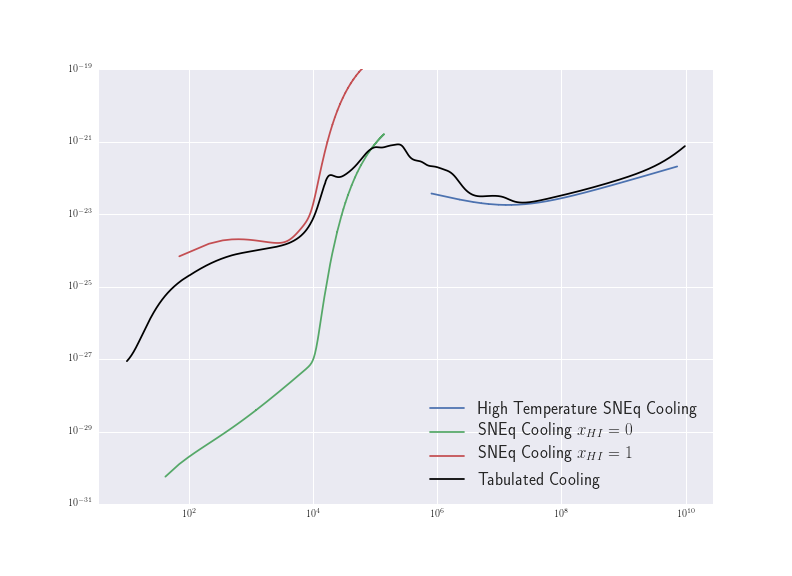 10^{-19}
10^{-21}
10^{-23}
10^{-25}
10^{-27}
10^{-29}
10^{-31}
10^{2} 10^{4} 10^{6} 10^{8} 10^{10}
High Temperature SNEq Cooling
SNEq Cooling x_{HI} = 0
SNEq Cooling x_{HI} = 1
Tabulated Cooling